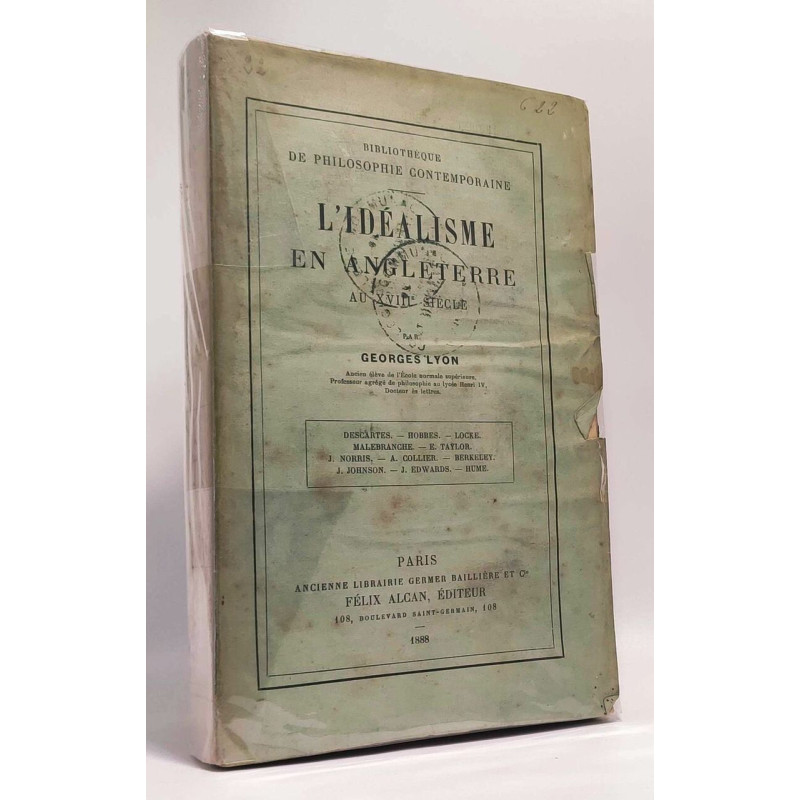 32
622
BIBLIOTHÈQUE
DE PHILOSOPHIE CONTEMPORAINE
L'IDÉALISME
EN ANGLETERRE
AU XVIIIe SIÈCLE
PAR
GEORGES LYON
Ancien élève de l'École normale supérieure,
Professeur agrégé de philosophie au lycée Henri IV,
Docteur ès lettres.
DESCARTES. — HOBBES. — LOCKE.
MALEBRANCHE. — E. TAYLOR.
J. NORRIS, — A. COLLIER. — BERKELEY.
J. JOHNSON. — J. EDWARDS. — HUME.
PARIS
ANCIENNE LIBRAIRIE GERMER BAILLIÈRE ET Cie
FÉLIX ALCAN, ÉDITEUR
108, BOULEVARD SAINT-GERMAIN, 108
1888